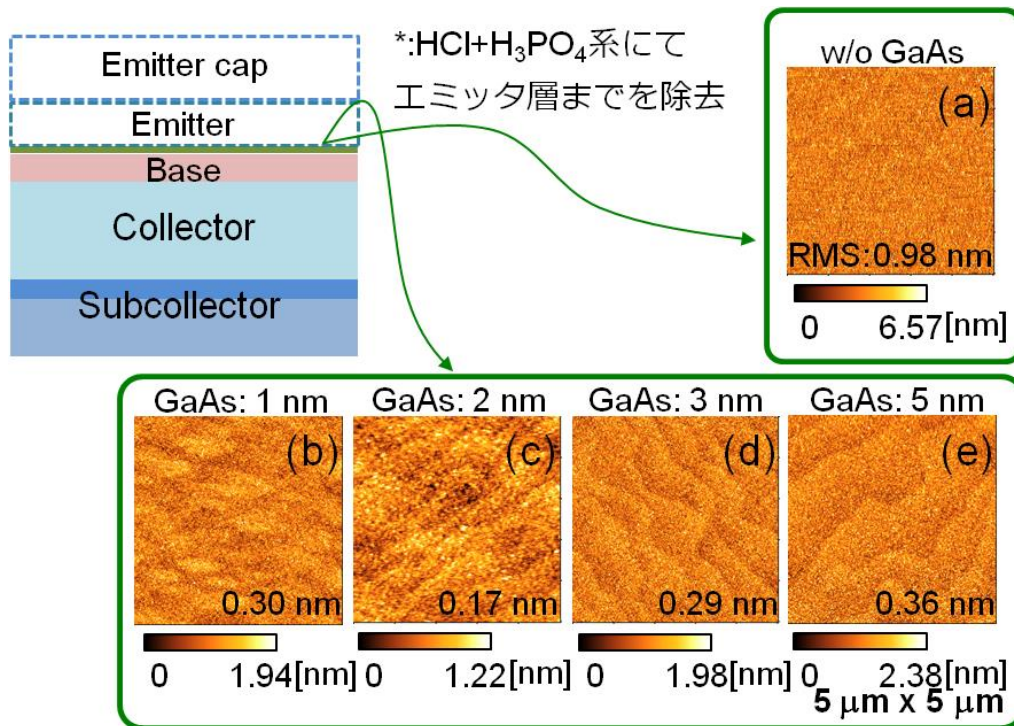 Emitter cap
Emitter
Base
Collector
Subcollector
*:HCl+H₃PO₄系にて
エミッタ層までを除去
w/o GaAs
(a)
RMS:0.98 nm
0 6.57[nm]
GaAs: 1 nm GaAs: 2 nm GaAs: 3 nm GaAs: 5 nm
(b) (c) (d) (e)
0.30 nm 0.17 nm 0.29 nm 0.36 nm
0 1.94[nm] 0 1.22[nm] 0 1.98[nm] 0 2.38[nm]
5 μm x 5 μm